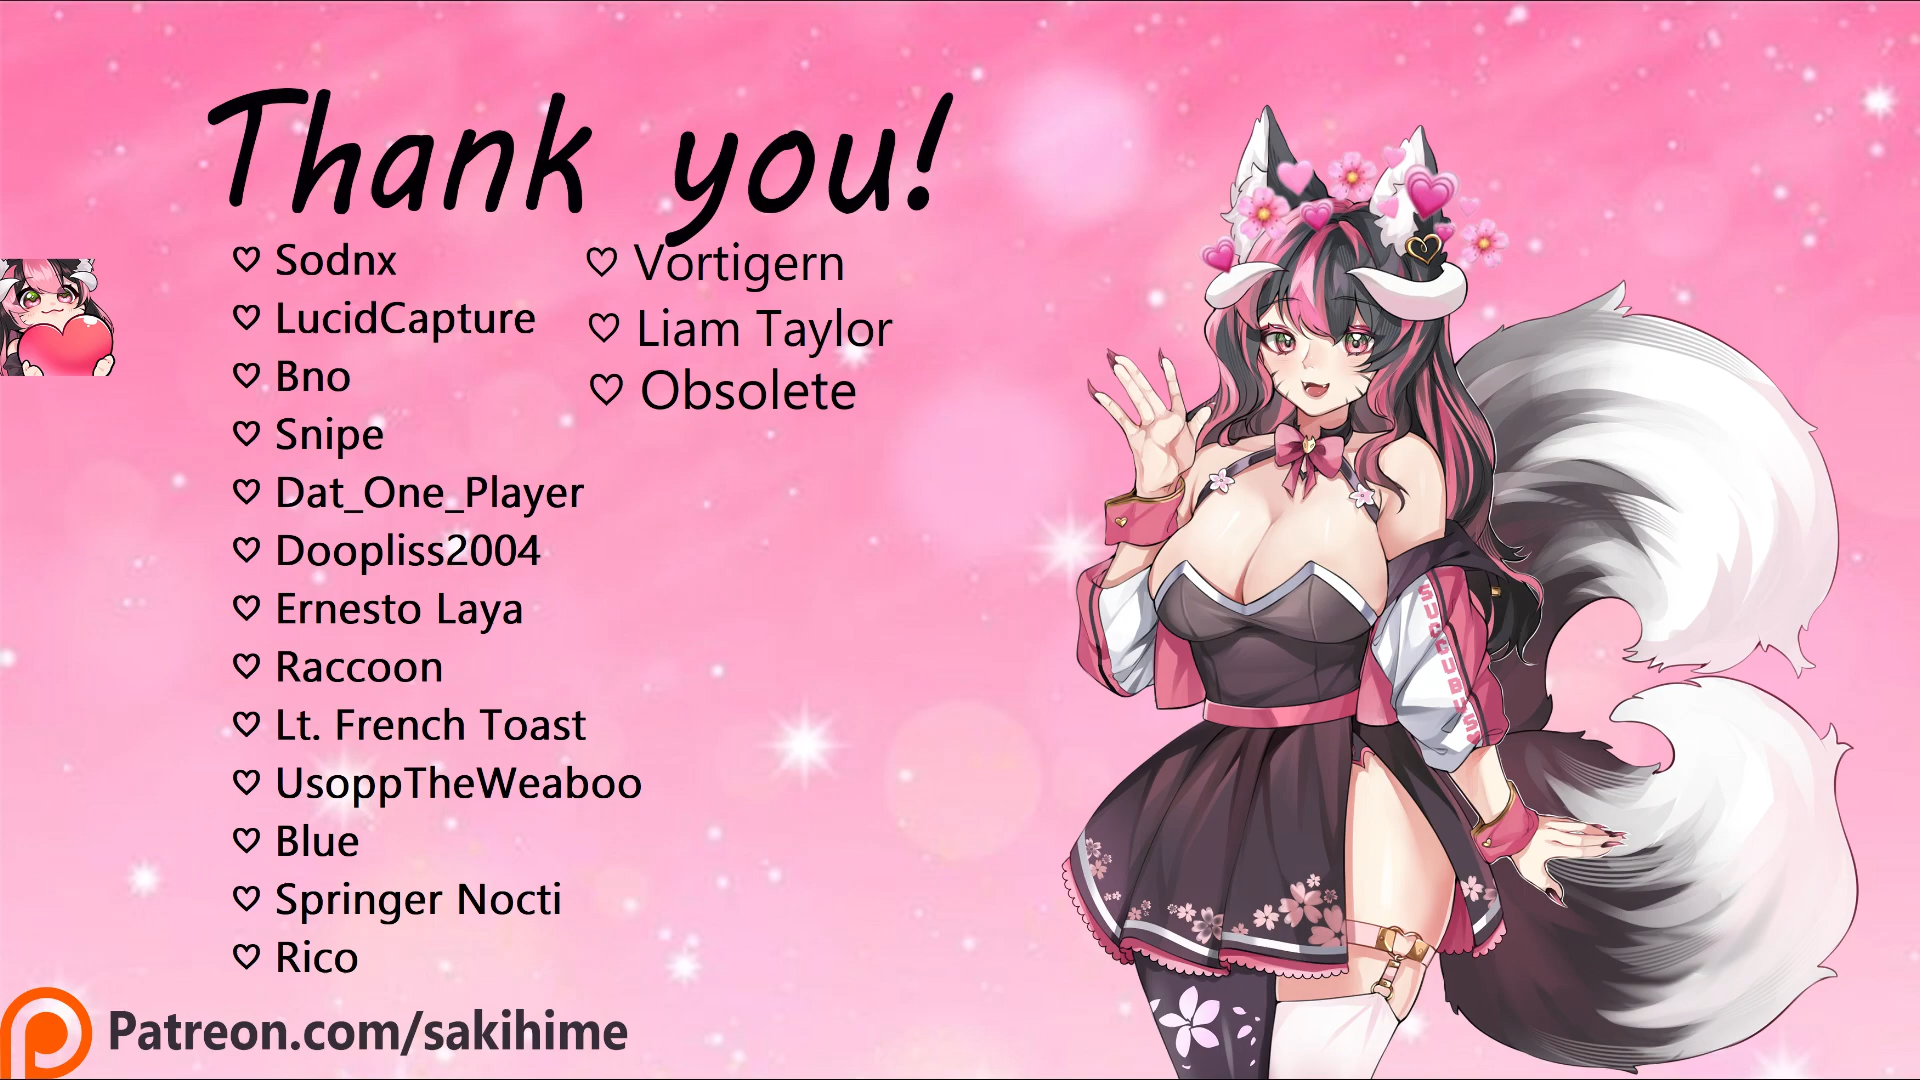 Thank you!
♡ Sodnx
♡ LucidCapture
♡ Bno
♡ Snipe
♡ Dat_One_Player
♡ Doopliss2004
♡ Ernesto Laya
♡ Raccoon
♡ Lt. French Toast
♡ UsoppTheWeaboo
♡ Blue
♡ Springer Nocti
♡ Rico
♡ Vortigern
♡ Liam Taylor
♡ Obsolete
SUCCUBUS
Patreon.com/sakihime